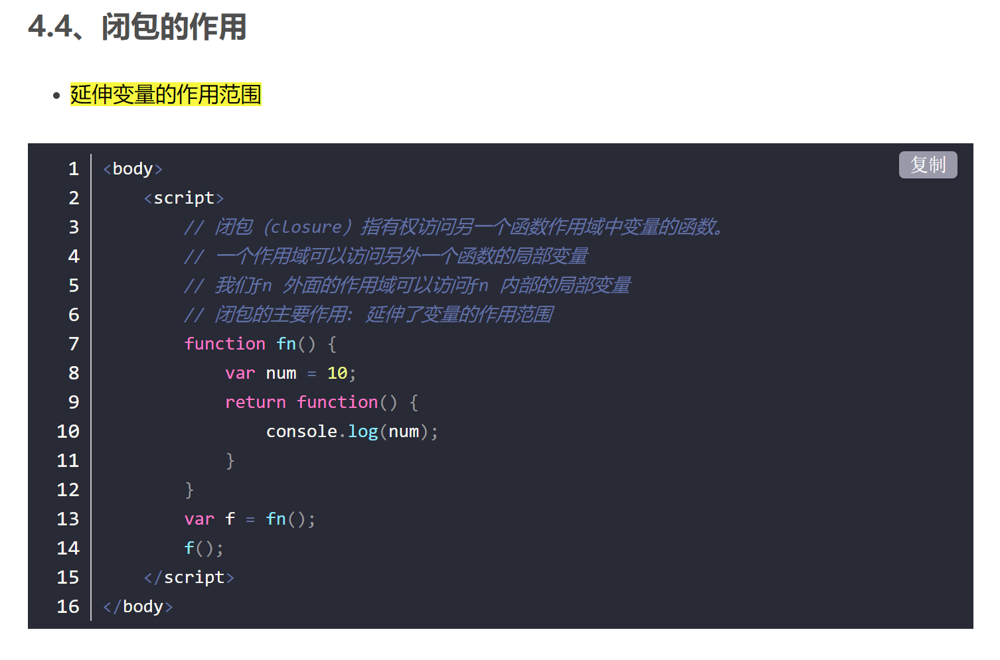 4.4、闭包的作用
延伸变量的作用范围
复制
1 <body>
2 <script>
3 // 闭包（closure）指有权访问另一个函数作用域中变量的函数。
4 // 一个作用域可以访问另外一个函数的局部变量
5 // 我们fn 外面的作用域可以访问fn 内部的局部变量
6 // 闭包的主要作用: 延伸了变量的作用范围
7 function fn() {
8 var num = 10;
9 return function() {
10 console.log(num);
11 }
12 }
13 var f = fn();
14 f();
15 </script>
16 </body>